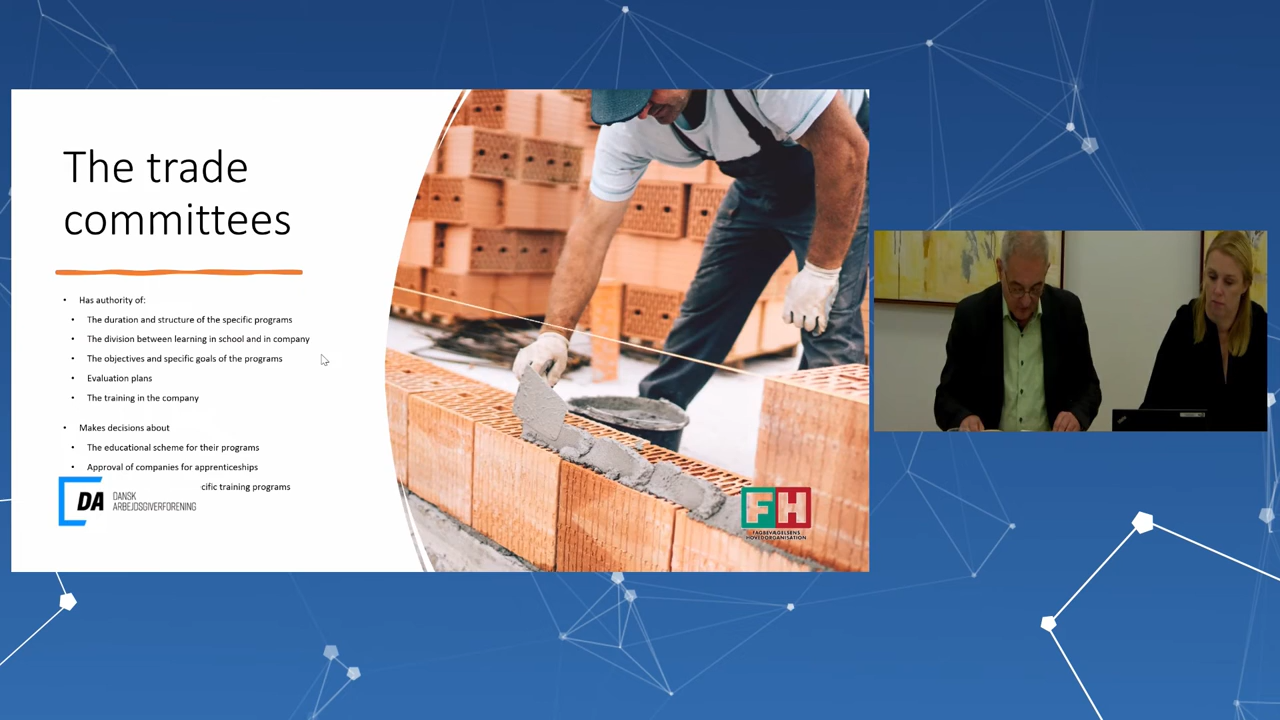 The trade
committees
Has authority of:
The duration and structure of the specific programs
The division between learning in school and in company
The objectives and specific goals of the programs
Evaluation plans
The training in the company
Makes decisions about
The educational scheme for their programs
Approval of companies for apprenticeships
cific training programs
DA DANSK
ARBEJDSGIVERFORENING
FH
FAGBEVÆGELSENS
HOVEDORGANISATION